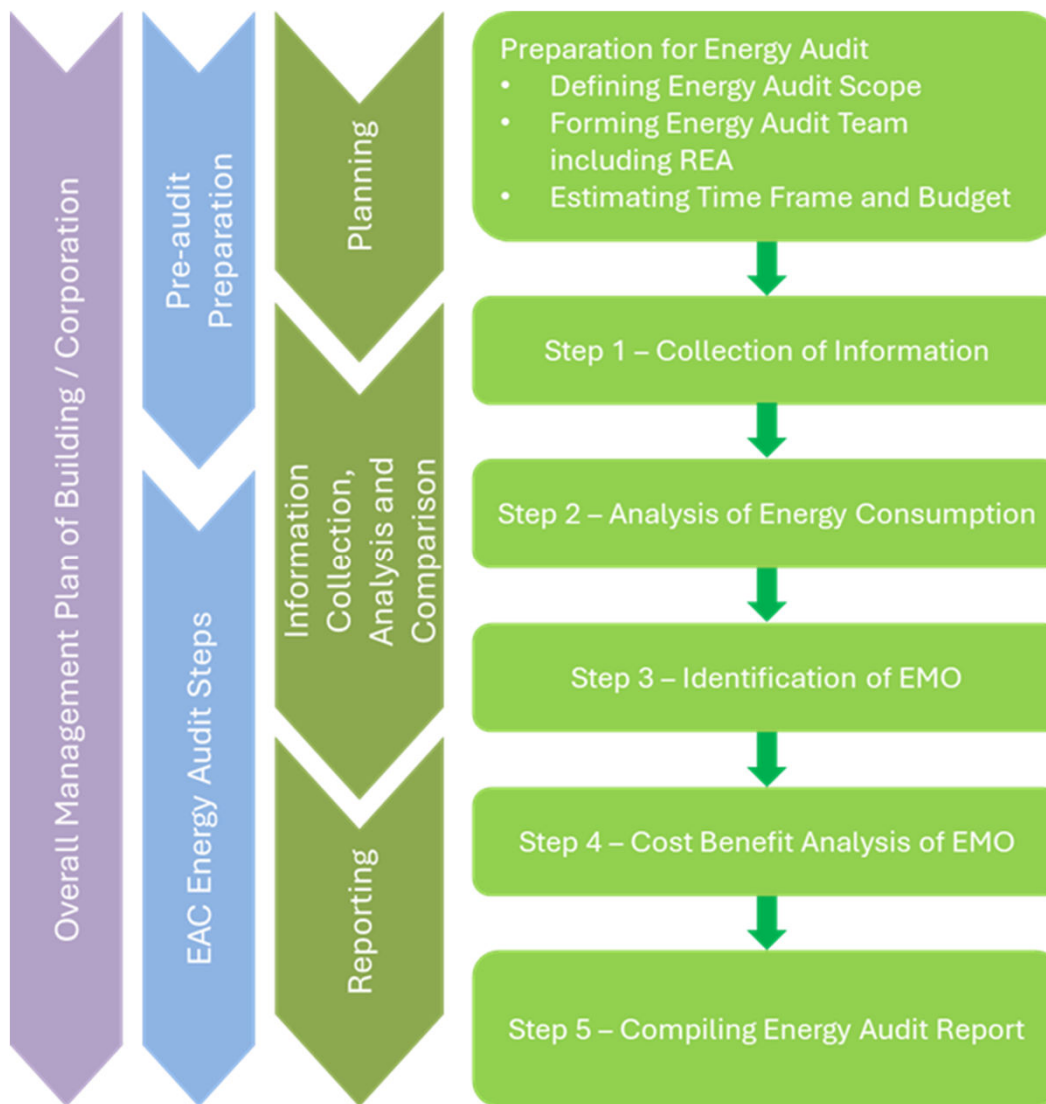 Overall Management Plan of Building / Corporation
Pre-audit
Preparation
EAC Energy Audit Steps
Planning
Information
Collection,
Analysis and
Comparison
Reporting
Preparation for Energy Audit
• Defining Energy Audit Scope
• Forming Energy Audit Team
including REA
• Estimating Time Frame and Budget
Step 1 – Collection of Information
Step 2 – Analysis of Energy Consumption
Step 3 – Identification of EMO
Step 4 – Cost Benefit Analysis of EMO
Step 5 – Compiling Energy Audit Report